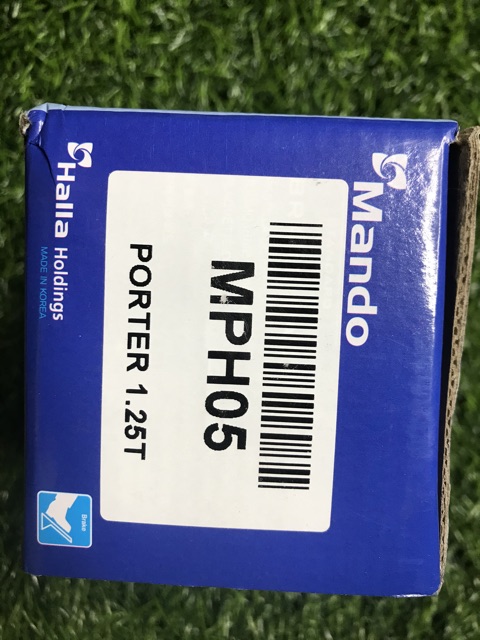 Mando
MPH05
PORTER 1.25T
Halla Holdings
MADE IN KOREA
Brake